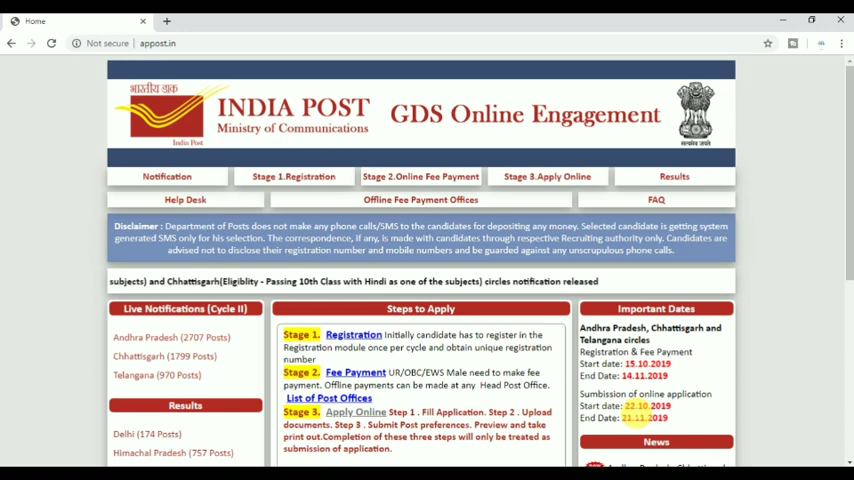 Home
Not secure | appost.in
भारतीय डाक
India Post
INDIA POST
Ministry of Communications
GDS Online Engagement
सत्यमेव जयते
Notification
Stage 1.Registration
Stage 2.Online Fee Payment
Stage 3.Apply Online
Results
Help Desk
Offline Fee Payment Offices
FAQ
Disclaimer : Department of Posts does not make any phone calls/SMS to the candidates for depositing any money. Selected candidate is getting system
generated SMS only for his selection. The correspondence, if any, is made with candidates through respective Recruiting authority only. Candidates are
advised not to disclose their registration number and mobile numbers and be guarded against any unscrupulous phone calls.
subjects) and Chhattisgarh(Eligiblity - Passing 10th Class with Hindi as one of the subjects) circles notification released
Live Notifications (Cycle II)
Andhra Pradesh (2707 Posts)
Chhattisgarh (1799 Posts)
Telangana (970 Posts)
Results
Delhi (174 Posts)
Himachal Pradesh (757 Posts)
Steps to Apply
Stage 1. Registration Initially candidate has to register in the
Registration module once per cycle and obtain unique registration
number
Stage 2. Fee Payment UR/OBC/EWS Male need to make fee
payment. Offline payments can be made at any Head Post Office.
List of Post Offices
Stage 3. Apply Online Step 1 . Fill Application. Step 2 . Upload
documents. Step 3 . Submit Post preferences. Preview and take
print out.Completion of these three steps will only be treated as
submission of application.
Important Dates
Andhra Pradesh, Chhattisgarh and
Telangana circles
Registration & Fee Payment
Start date: 15.10.2019
End Date: 14.11.2019
Sumbission of online application
Start date: 22.10.2019
End Date: 21.11.2019
News